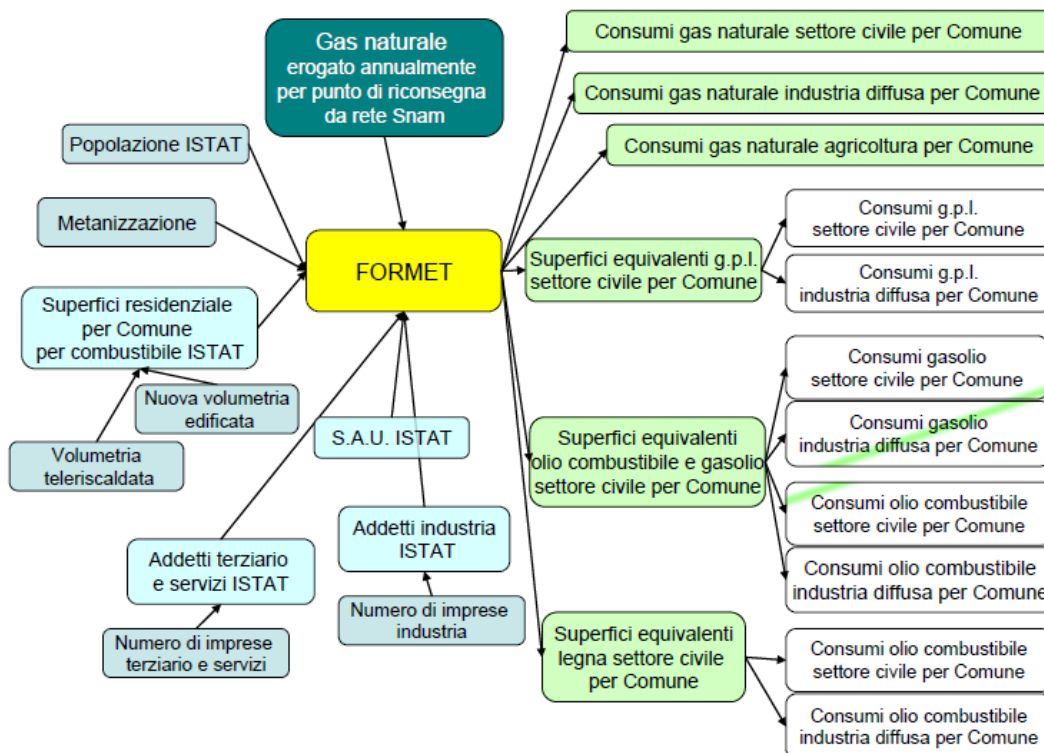 Gas naturale
erogato annualmente
per punto di riconsegna
da rete Snam
Popolazione ISTAT
Metanizzazione
Superfici residenziale
per Comune
per combustibile ISTAT
Nuova volumetria
edificata
Volumetria
teleriscaldata
FORMET
S.A.U. ISTAT
Addetti industria
ISTAT
Addetti terziario
e servizi ISTAT
Numero di imprese
industria
Numero di imprese
terziario e servizi
Consumi gas naturale settore civile per Comune
Consumi gas naturale industria diffusa per Comune
Consumi gas naturale agricoltura per Comune
Superfici equivalenti g.p.l.
settore civile per Comune
Consumi g.p.l.
settore civile per Comune
Consumi g.p.l.
industria diffusa per Comune
Superfici equivalenti
olio combustibile e gasolio
settore civile per Comune
Consumi gasolio
settore civile per Comune
Consumi gasolio
industria diffusa per Comune
Consumi olio combustibile
settore civile per Comune
Consumi olio combustibile
industria diffusa per Comune
Superfici equivalenti
legna settore civile
per Comune
Consumi olio combustibile
settore civile per Comune
Consumi olio combustibile
industria diffusa per Comune